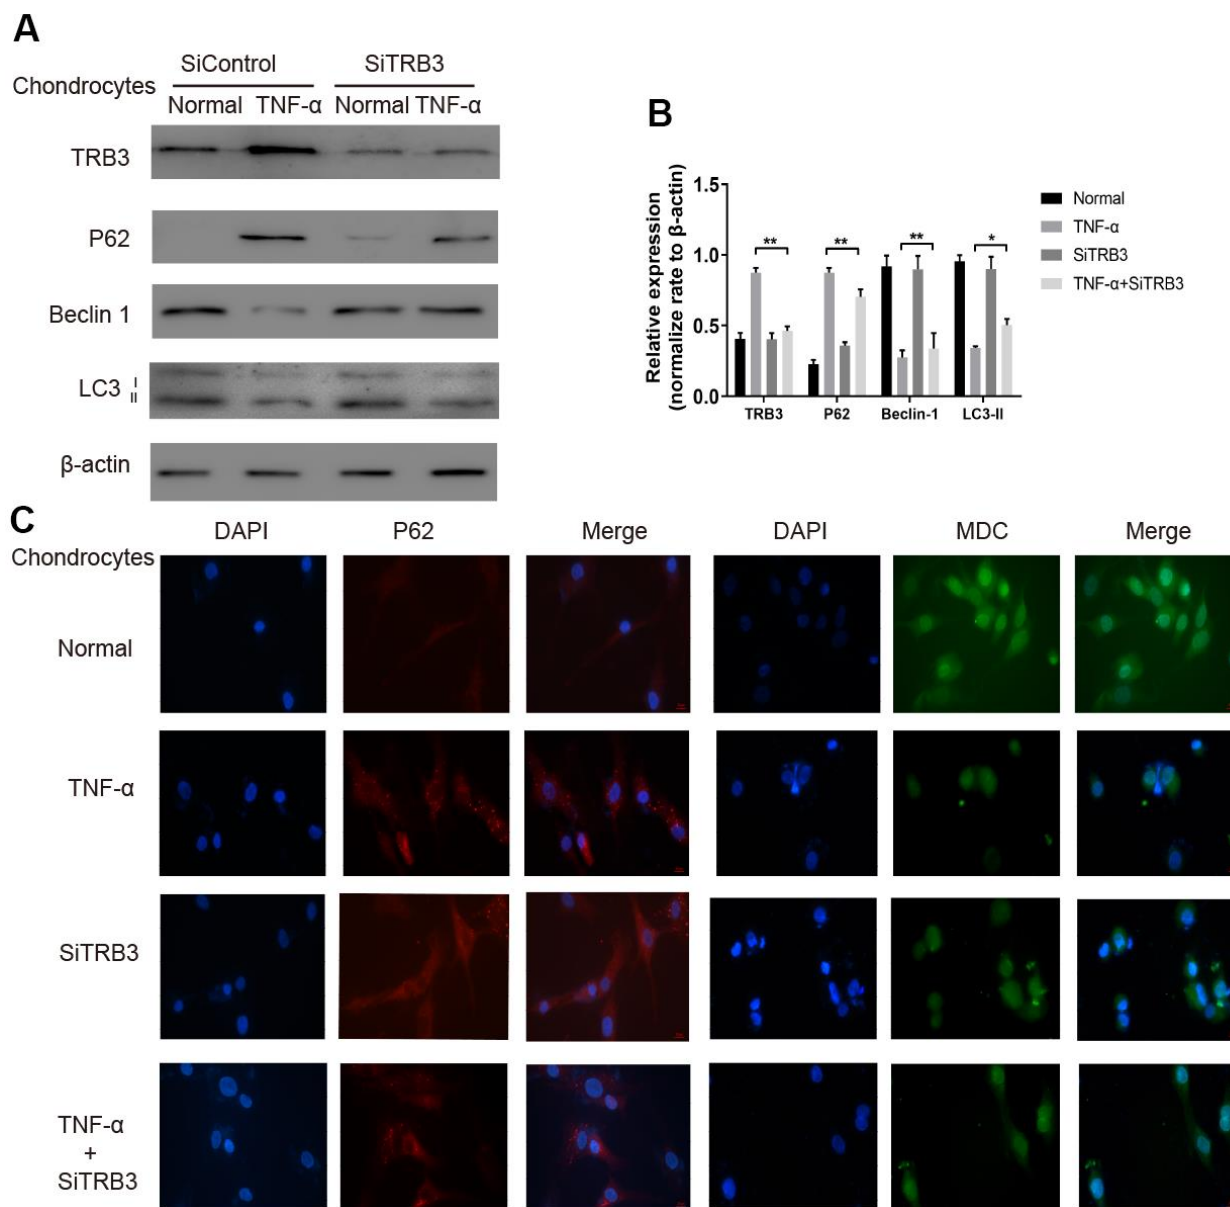 A
SiControl SiTRB3
Chondrocytes
Normal TNF-α Normal TNF-α
TRB3
P62
Beclin 1
LC3 I
II
β-actin
B
Relative expression
(normalize rate to β-actin)
1.5
1.0
0.5
0.0
** ** ** *
TRB3 P62 Beclin-1 LC3-II
Normal
TNF-α
SiTRB3
TNF-α+SiTRB3
C
DAPI P62 Merge DAPI MDC Merge
Chondrocytes
Normal
TNF-α
SiTRB3
TNF-α
+
SiTRB3